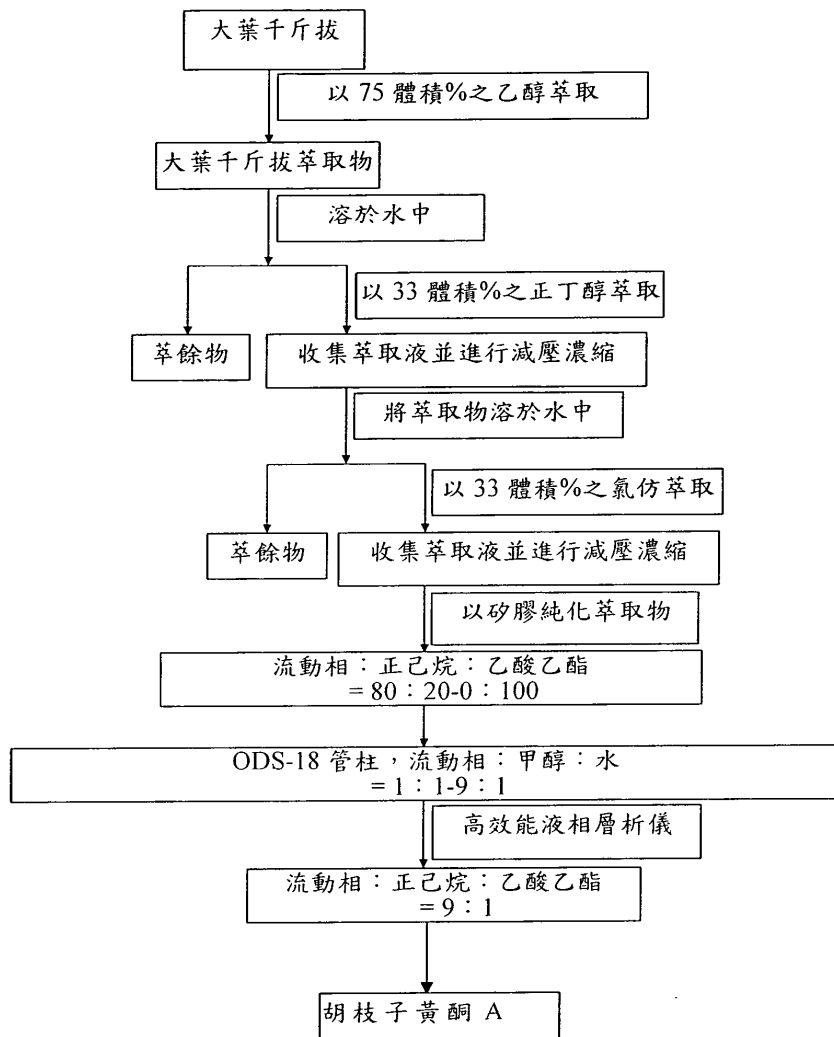 大葉千斤拔
以 75 體積%之乙醇萃取
大葉千斤拔萃取物
溶於水中
以 33 體積%之正丁醇萃取
萃餘物
收集萃取液並進行減壓濃縮
將萃取物溶於水中
以 33 體積%之氯仿萃取
萃餘物
收集萃取液並進行減壓濃縮
以矽膠純化萃取物
流動相：正己烷：乙酸乙酯
= 80：20-0：100
ODS-18 管柱，流動相：甲醇：水
= 1：1-9：1
高效能液相層析儀
流動相：正己烷：乙酸乙酯
= 9：1
胡枝子黃酮 A